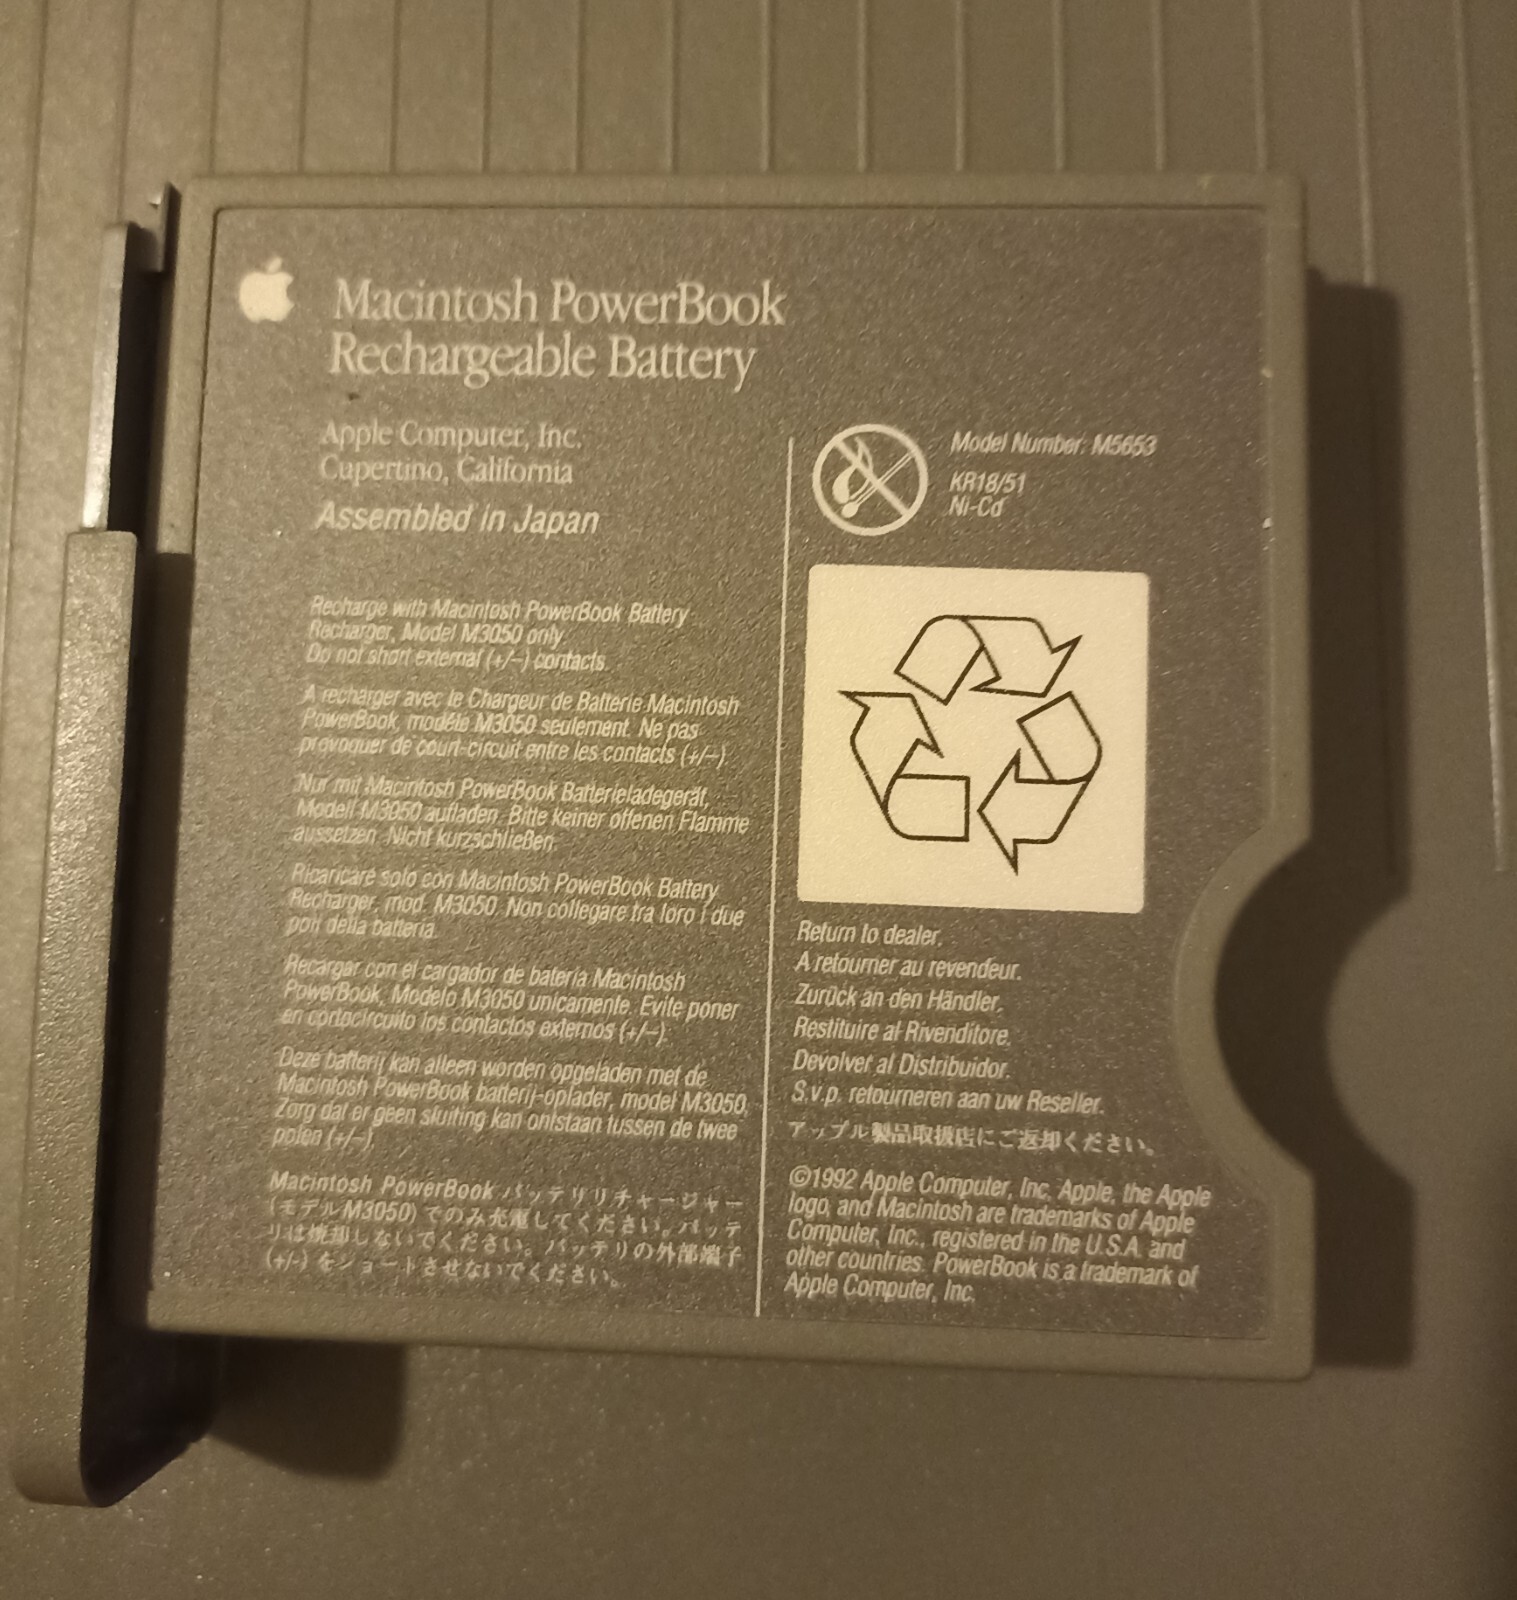 Macintosh PowerBook
Rechargeable Battery
Apple Computer, Inc.
Cupertino, California
Assembled in Japan
Recharge with Macintosh PowerBook Battery
Recharger, Model M3050 only.
Do not short external (+/–) contacts.
A recharger avec le Chargeur de Batterie Macintosh
PowerBook, modèle M3050 seulement. Ne pas
provoquer de court-circuit entre les contacts (+/–).
Nur mit Macintosh PowerBook Batterieladegerät,
Modell M3050 aufladen. Bitte keiner offenen Flamme
aussetzen. Nicht kurzschließen.
Ricaricare solo con Macintosh PowerBook Battery
Recharger, mod. M3050. Non collegare tra loro i due
poli della batteria.
Recargar con el cargador de batería Macintosh
PowerBook, Modelo M3050 unicamente. Evite poner
en cortocircuito los contactos externos (+/–).
Deze batterij kan alleen worden opgeladen met de
Macintosh PowerBook batterij-oplader, model M3050.
Zorg dat er geen sluiting kan ontstaan tussen de twee
polen (+/–).
Macintosh PowerBook バッテリリチャージャー
(モデルM3050) でのみ充電してください。バッテ
リは焼却しないでください。バッテリの外部端子
(+/-) をショートさせないでください。
Model Number: M5653
KR18/51
Ni-Cd
Return to dealer.
A retourner au revendeur.
Zurück an den Händler.
Restituire al Rivenditore.
Devolver al Distribuidor.
S.v.p. retourneren aan uw Reseller.
アップル製品取扱店にご返却ください。
©1992 Apple Computer, Inc. Apple, the Apple
logo, and Macintosh are trademarks of Apple
Computer, Inc., registered in the U.S.A. and
other countries. PowerBook is a trademark of
Apple Computer, Inc.